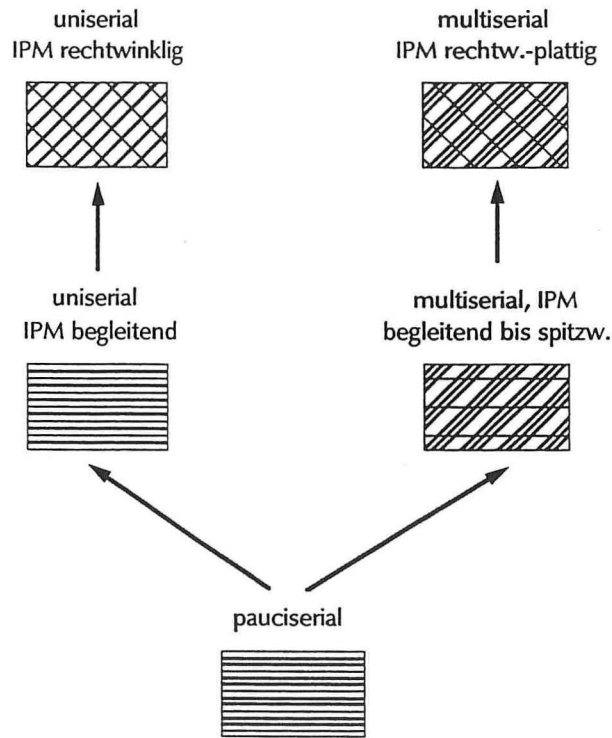 uniserial
IPM rechtwinklig
multiserial
IPM rechtw.-plattig
uniserial
IPM begleitend
multiserial, IPM
begleitend bis spitzw.
pauciserial